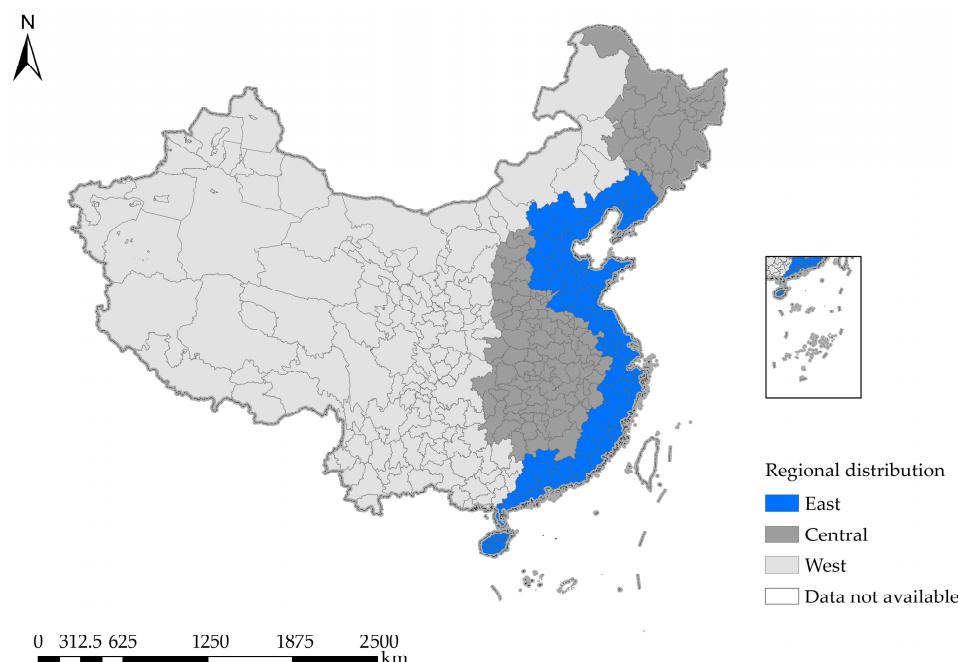 N
Regional distribution
East
Central
West
Data not available
0 312.5 625 1250 1875 2500
km